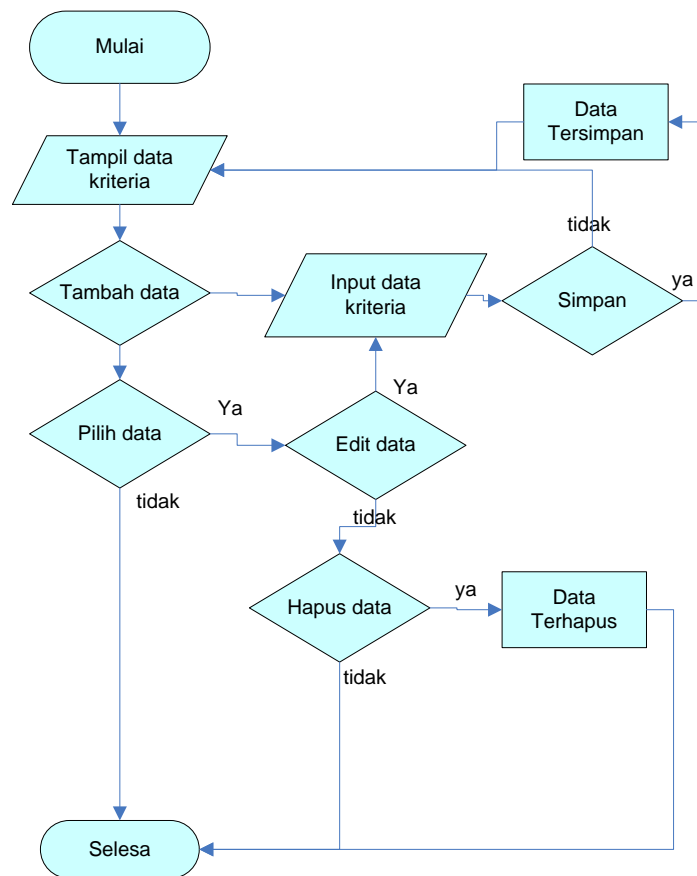 Mulai
Data
Tersimpan
Tampil data
kriteria
tidak
Tambah data
Input data
kriteria
Simpan
ya
Pilih data
Ya
Ya
Edit data
tidak
tidak
Hapus data
ya
Data
Terhapus
tidak
Selesa